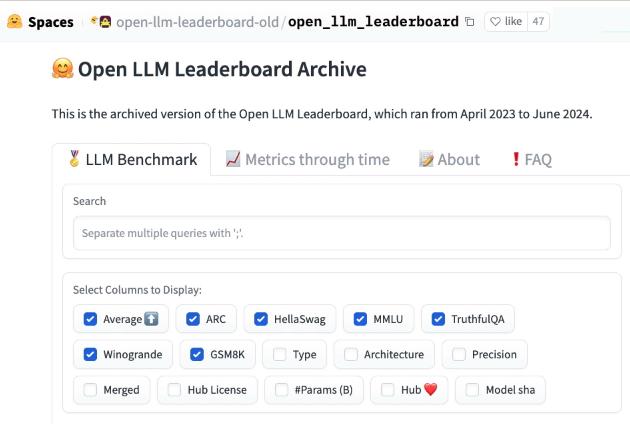 Spaces open-llm-leaderboard-old/open_llm_leaderboard like 47
Open LLM Leaderboard Archive
This is the archived version of the Open LLM Leaderboard, which ran from April 2023 to June 2024.
LLM Benchmark Metrics through time About FAQ
Search
Separate multiple queries with ';'.
Select Columns to Display:
Average ARC HellaSwag MMLU TruthfulQA
Winogrande GSM8K Type Architecture Precision
Merged Hub License #Params (B) Hub Model sha